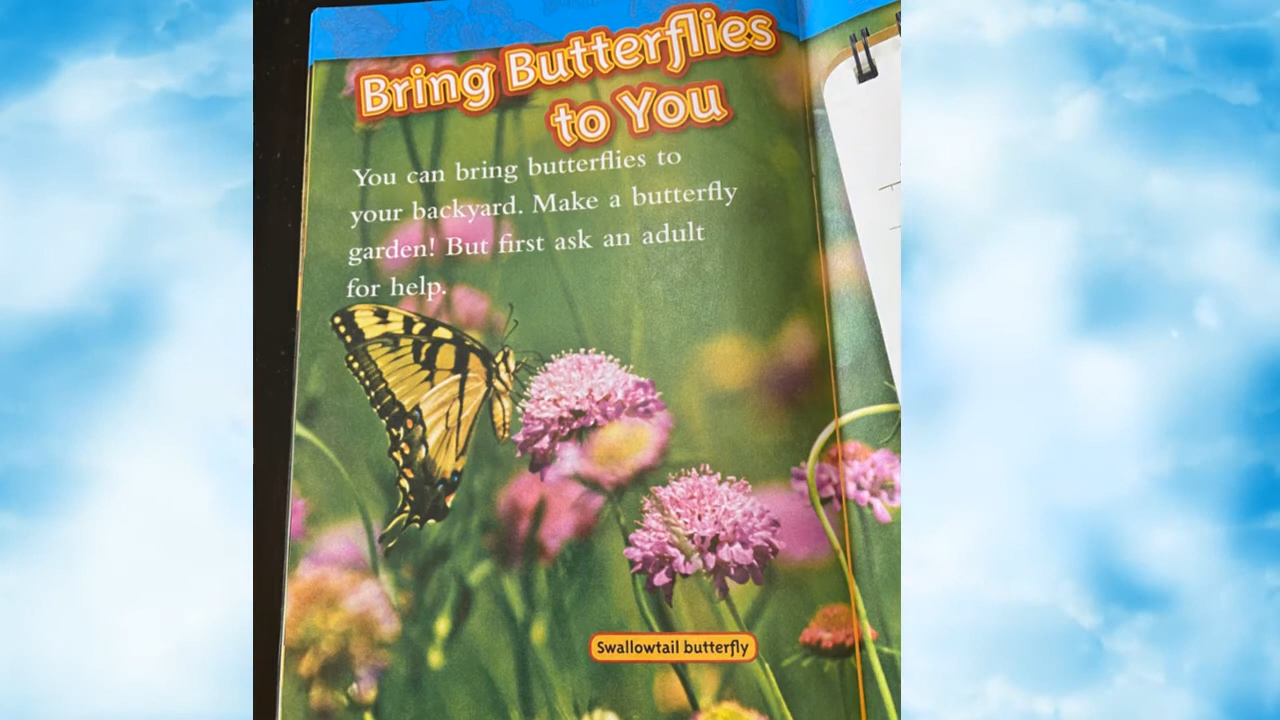 Bring Butterflies
to You
You can bring butterflies to
your backyard. Make a butterfly
garden! But first ask an adult
for help.
Swallowtail butterfly